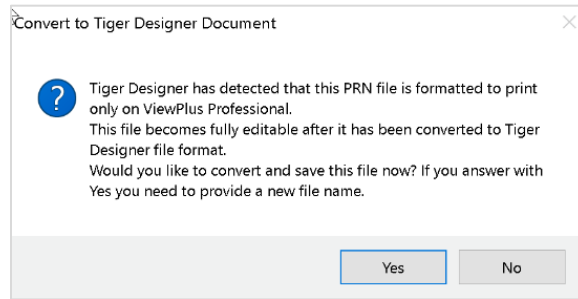 Convert to Tiger Designer Document
Tiger Designer has detected that this PRN file is formatted to print
only on ViewPlus Professional.
This file becomes fully editable after it has been converted to Tiger
Designer file format.
Would you like to convert and save this file now? If you answer with
Yes you need to provide a new file name.
Yes
No